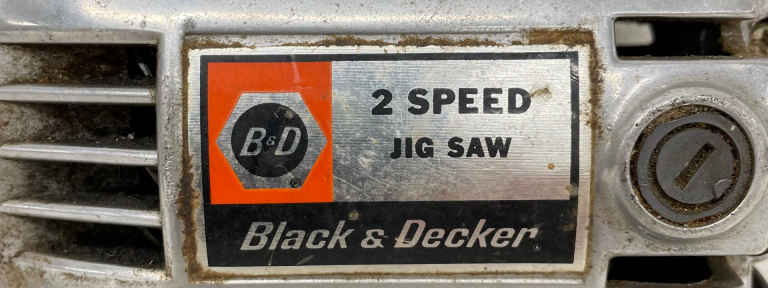 B&D
®
2 SPEED
JIG SAW
Black & Decker